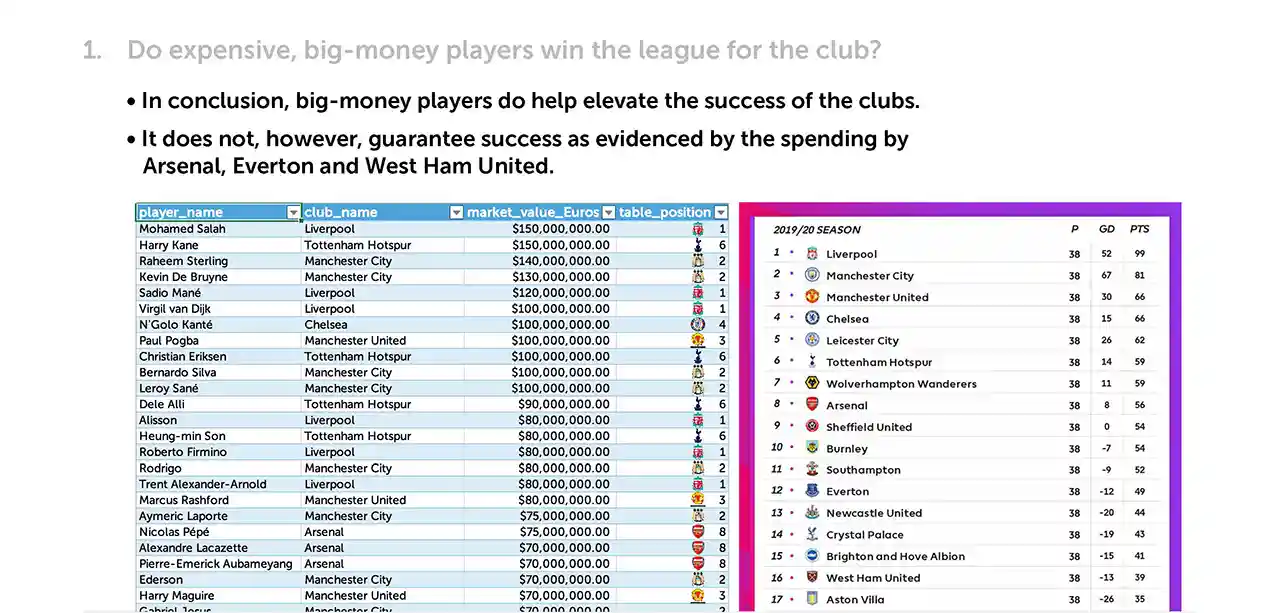 1. Do expensive, big-money players win the league for the club?
• In conclusion, big-money players do help elevate the success of the clubs.
• It does not, however, guarantee success as evidenced by the spending by
Arsenal, Everton and West Ham United.
player_name club_name market_value_Euros table_position
Mohamed Salah Liverpool $150,000,000.00 1
Harry Kane Tottenham Hotspur $150,000,000.00 6
Raheem Sterling Manchester City $140,000,000.00 2
Kevin De Bruyne Manchester City $130,000,000.00 2
Sadio Mané Liverpool $120,000,000.00 1
Virgil van Dijk Liverpool $100,000,000.00 1
N'Golo Kanté Chelsea $100,000,000.00 4
Paul Pogba Manchester United $100,000,000.00 3
Christian Eriksen Tottenham Hotspur $100,000,000.00 6
Bernardo Silva Manchester City $100,000,000.00 2
Leroy Sané Manchester City $100,000,000.00 2
Dele Alli Tottenham Hotspur $90,000,000.00 6
Alisson Liverpool $80,000,000.00 1
Heung-min Son Tottenham Hotspur $80,000,000.00 6
Roberto Firmino Liverpool $80,000,000.00 1
Rodrigo Manchester City $80,000,000.00 2
Trent Alexander-Arnold Liverpool $80,000,000.00 1
Marcus Rashford Manchester United $80,000,000.00 3
Aymeric Laporte Manchester City $75,000,000.00 2
Nicolas Pépé Arsenal $75,000,000.00 8
Alexandre Lacazette Arsenal $70,000,000.00 8
Pierre-Emerick Aubameyang Arsenal $70,000,000.00 8
Ederson Manchester City $70,000,000.00 2
Harry Maguire Manchester United $70,000,000.00 3
Gabriel Jesus Manchester City $70,000,000.00 2
2019/20 SEASON P GD PTS
1 Liverpool 38 52 99
2 Manchester City 38 67 81
3 Manchester United 38 30 66
4 Chelsea 38 15 66
5 Leicester City 38 26 62
6 Tottenham Hotspur 38 14 59
7 Wolverhampton Wanderers 38 11 59
8 Arsenal 38 8 56
9 Sheffield United 38 0 54
10 Burnley 38 -7 54
11 Southampton 38 -9 52
12 Everton 38 -12 49
13 Newcastle United 38 -20 44
14 Crystal Palace 38 -19 43
15 Brighton and Hove Albion 38 -15 41
16 West Ham United 38 -13 39
17 Aston Villa 38 -26 35